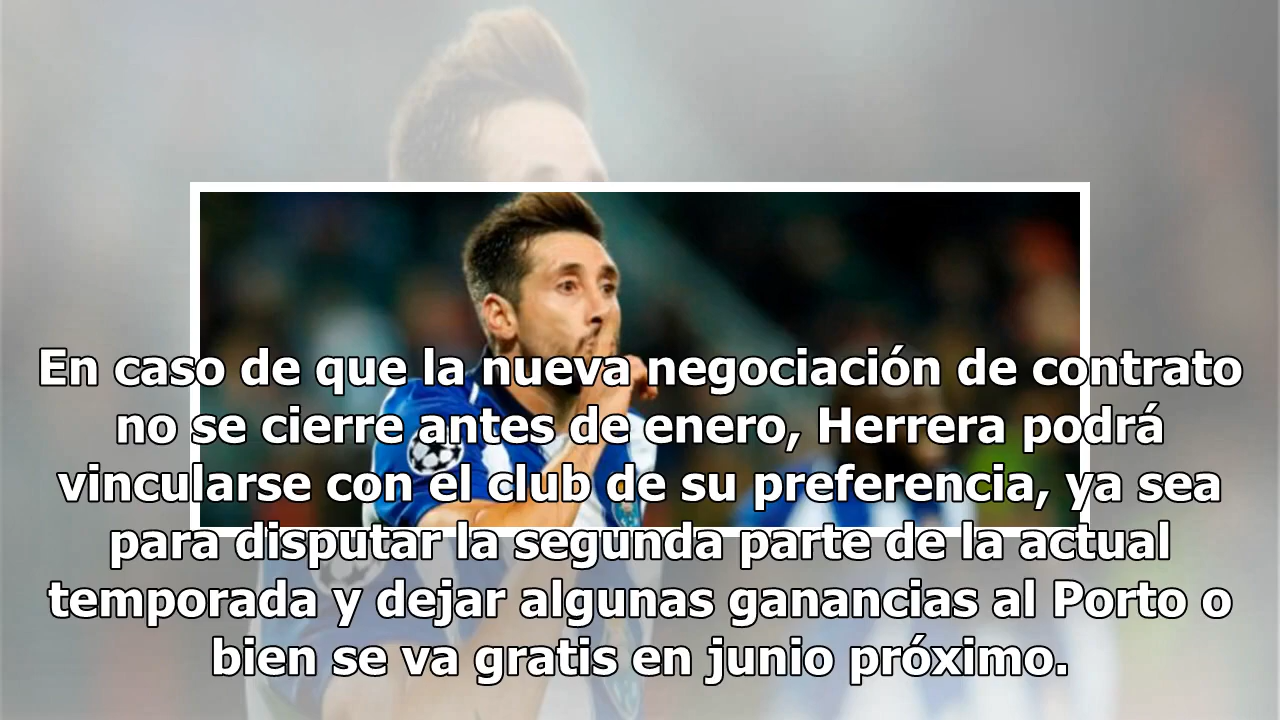 En caso de que la nueva negociación de contrato
no se cierre antes de enero, Herrera podrá
vincularse con el club de su preferencia, ya sea
para disputar la segunda parte de la actual
temporada y dejar algunas ganancias al Porto o
bien se va gratis en junio próximo.